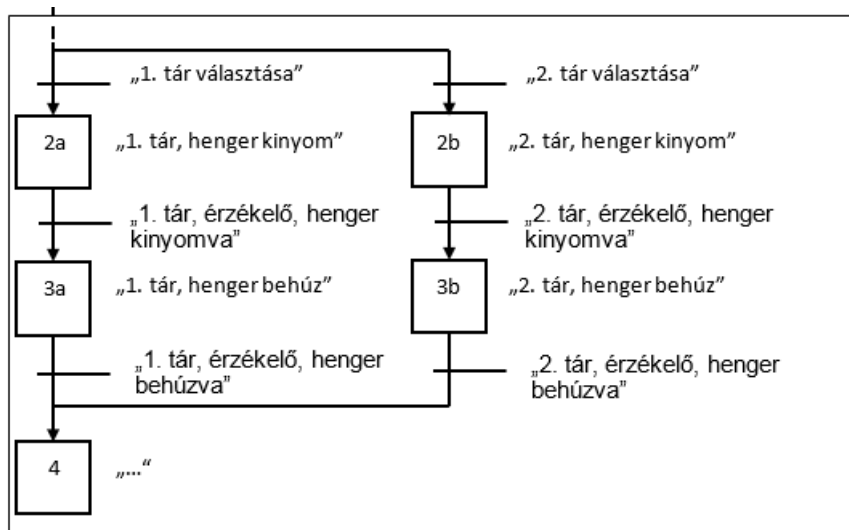 „1. tár választása”
„2. tár választása”
2a
„1. tár, henger kinyom”
2b
„2. tár, henger kinyom”
„1. tár, érzékelő, henger
kinyomva”
„2. tár, érzékelő, henger
kinyomva”
3a
„1. tár, henger behúz”
3b
„2. tár, henger behúz”
„1. tár, érzékelő, henger
behúzva”
„2. tár, érzékelő, henger
behúzva”
4
„...“